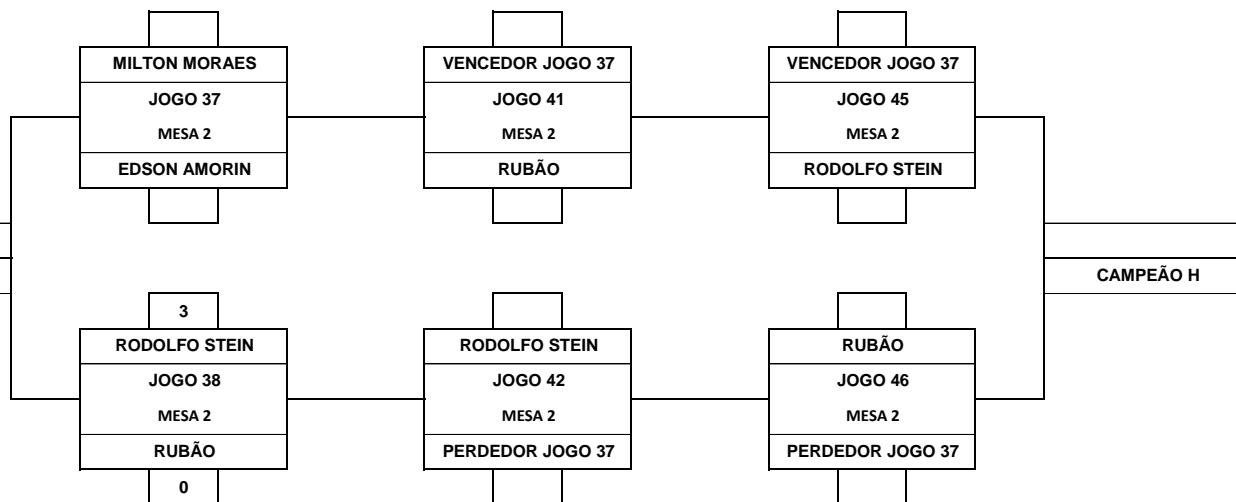 MILTON MORAES
JOGO 37
MESA 2
EDSON AMORIN
VENCEDOR JOGO 37
JOGO 41
MESA 2
RUBÃO
VENCEDOR JOGO 37
JOGO 45
MESA 2
RODOLFO STEIN
CAMPEÃO H
3
RODOLFO STEIN
JOGO 38
MESA 2
RUBÃO
0
RODOLFO STEIN
JOGO 42
MESA 2
PERDEDOR JOGO 37
RUBÃO
JOGO 46
MESA 2
PERDEDOR JOGO 37